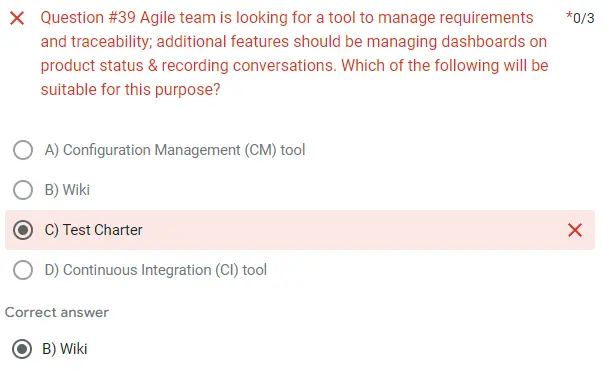 Question #39 Agile team is looking for a tool to manage requirements *0/3
and traceability; additional features should be managing dashboards on
product status & recording conversations. Which of the following will be
suitable for this purpose?
A) Configuration Management (CM) tool
B) Wiki
C) Test Charter
D) Continuous Integration (CI) tool
Correct answer
B) Wiki